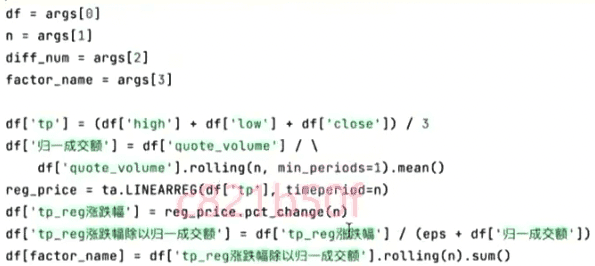 df = args[0]
n = args[1]
diff_num = args[2]
factor_name = args[3]
df['tp'] = (df['high'] + df['low'] + df['close']) / 3
df['归一成交额'] = df['quote_volume'] / \
df['quote_volume'].rolling(n, min_periods=1).mean()
reg_price = ta.LINEARREG(df['tp'], timeperiod=n)
c821b50f
df['tp_reg涨跌幅'] = reg_price.pct_change(n)
df['tp_reg涨跌幅除以归一成交额'] = df['tp_reg涨跌幅'] / (eps + df['归一成交额'])
df[factor_name] = df['tp_reg涨跌幅除以归一成交额'].rolling(n).sum()